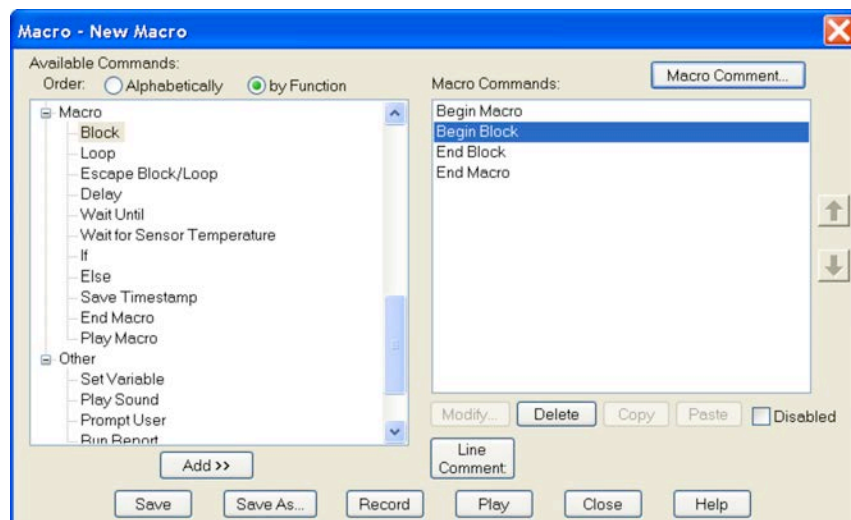 Macro - New Macro
Available Commands:
Order: Alphabetically by Function
Macro
Block
Loop
Escape Block/Loop
Delay
Wait Until
Wait for Sensor Temperature
If
Else
Save Timestamp
End Macro
Play Macro
Other
Set Variable
Play Sound
Prompt User
Run Report
Add >>
Macro Commands:
Macro Comment...
Begin Macro
Begin Block
End Block
End Macro
Modify... Delete Copy Paste Disabled
Line
Comment:
Save Save As... Record Play Close Help